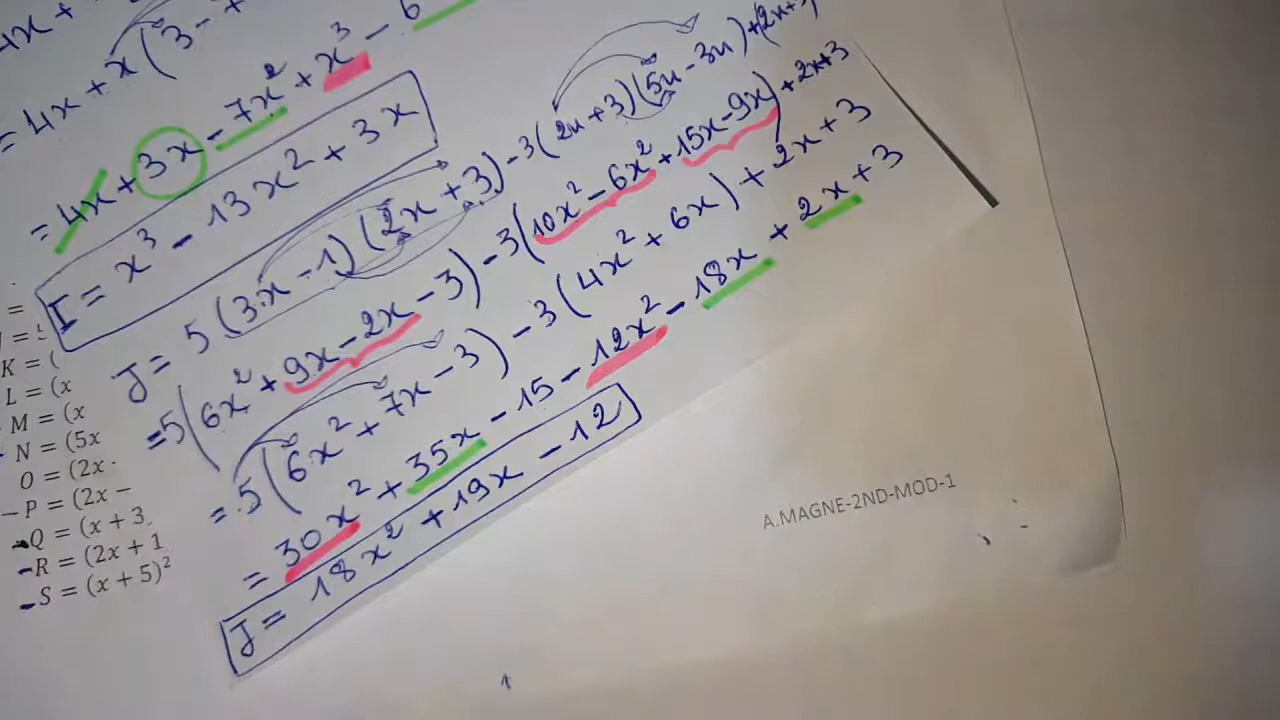 4x +
= 4x + x(3 -
= 4x + 3x - 7x² + x³ - 6
I = x³ - 13x² + 3x
J = 5(3x - 1)(2x + 3) - 3(2x + 3)(5x - 3x) + (2x +
= 5(6x² + 9x - 2x - 3) - 3(10x² - 6x² + 15x - 9x) + 2x + 3
= 5(6x² + 7x - 3) - 3(4x² + 6x) + 2x + 3
= 30x² + 35x - 15 - 12x² - 18x + 2x + 3
J = 18x² + 19x - 12
K = (
L = (x
M = (x
N = (5x
O = (2x
P = (2x −
Q = (x + 3
R = (2x + 1
S = (x + 5)²
A.MAGNE-2ND-MOD-1